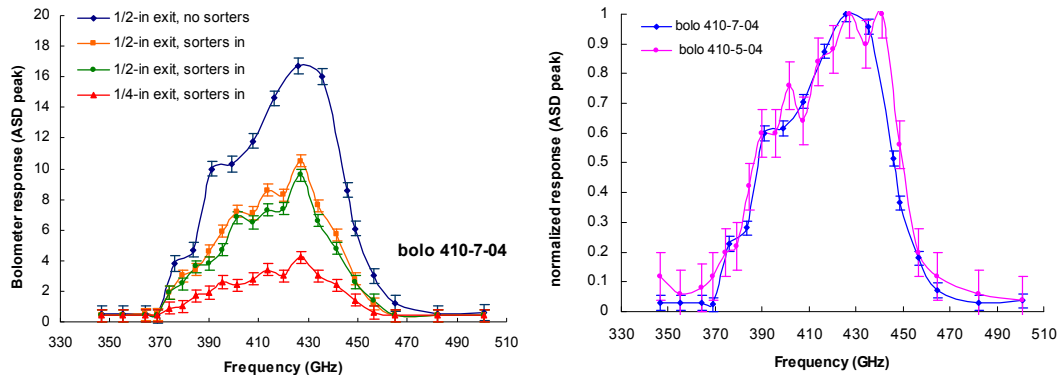 1/2-in exit, no sorters
1/2-in exit, sorters in
1/2-in exit, sorters in
1/4-in exit, sorters in
Bolometer response (ASD peak)
20
18
16
14
12
10
8
6
4
2
0
bolo 410-7-04
330 350 370 390 410 430 450 470 490 510
Frequency (GHz)
bolo 410-7-04
bolo 410-5-04
normalized response (ASD peak)
1
0.9
0.8
0.7
0.6
0.5
0.4
0.3
0.2
0.1
0
330 350 370 390 410 430 450 470 490 510
Frequency (GHz)